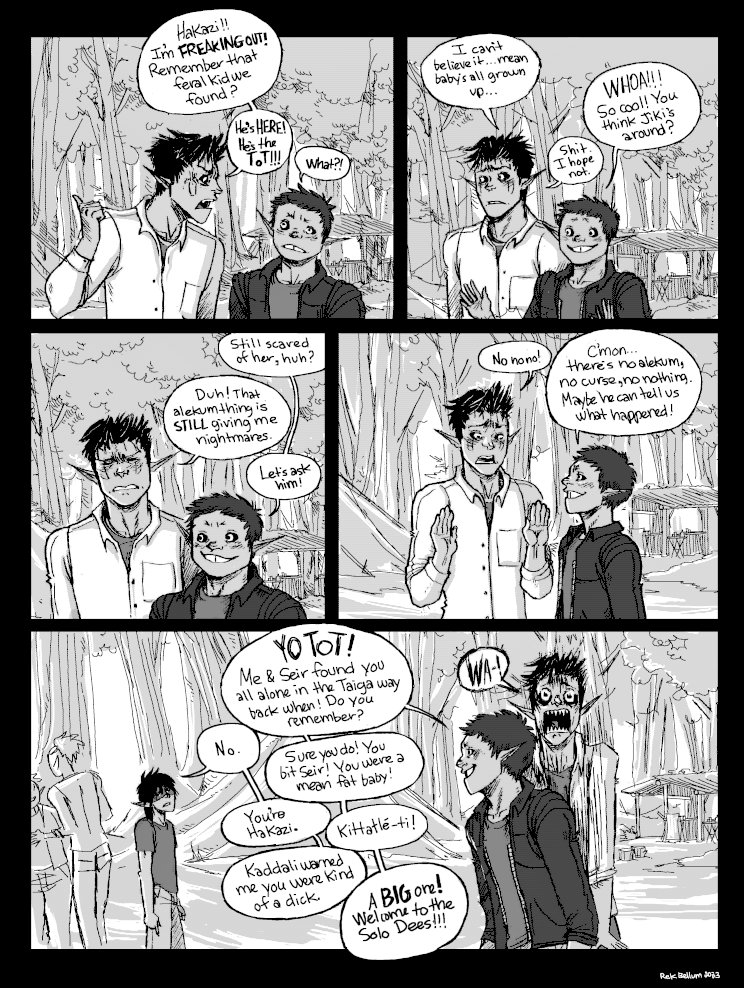 Hakazi!!
I'm FREAKING OUT!
Remember that
feral kid we
found?
He's HERE!
He's the
ToT!!!
What?!
I can't
believe it...mean
baby's all grown
up...
WHOA!!!
So cool! You
think Jiki's
around?
Shit.
I hope
not.
Still scared
of her, huh?
Duh! That
alekum thing is
STILL giving me
nightmares.
Let's ask
him!
No no no!
C'mon...
there's no alekum,
no curse, no nothing.
Maybe he can tell us
what happened!
YO ToT!
Me & Seir found you
all alone in the Taiga way
back when! Do you
remember?
WA-!
No.
Sure you do! You
bit Seir! You were a
mean fat baby!
You're
Hakazi.
Kittatlé-ti!
Kaddali warned
me you were kind
of a dick.
A BIG one!
Welcome to the
Solo Dees!!!
Rek Bellum 2023